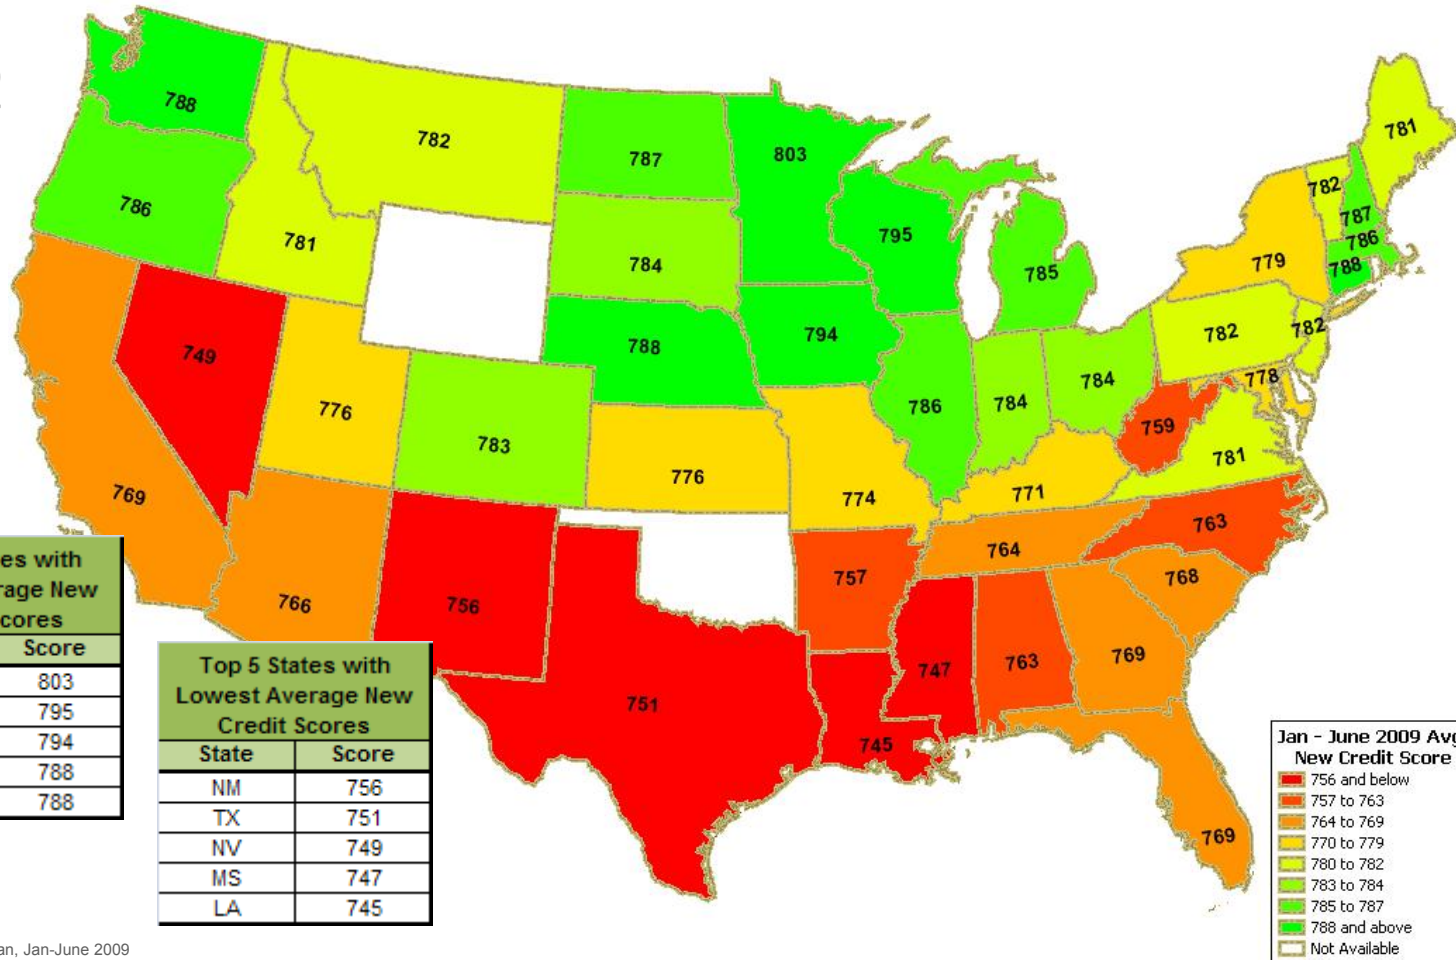 788
782
787
803
781
786
781
784
795
785
782
787
786
788
779
749
776
783
788
794
786
784
784
782
782
778
759
781
769
776
774
771
763
766
756
757
764
768
751
745
747
763
769
769
es with
rage New
cores
Score
803
795
794
788
788
Top 5 States with
Lowest Average New
Credit Scores
State Score
NM 756
TX 751
NV 749
MS 747
LA 745
Jan - June 2009 Avg
New Credit Score
756 and below
757 to 763
764 to 769
770 to 779
780 to 782
783 to 784
785 to 787
788 and above
Not Available
an, Jan-June 2009